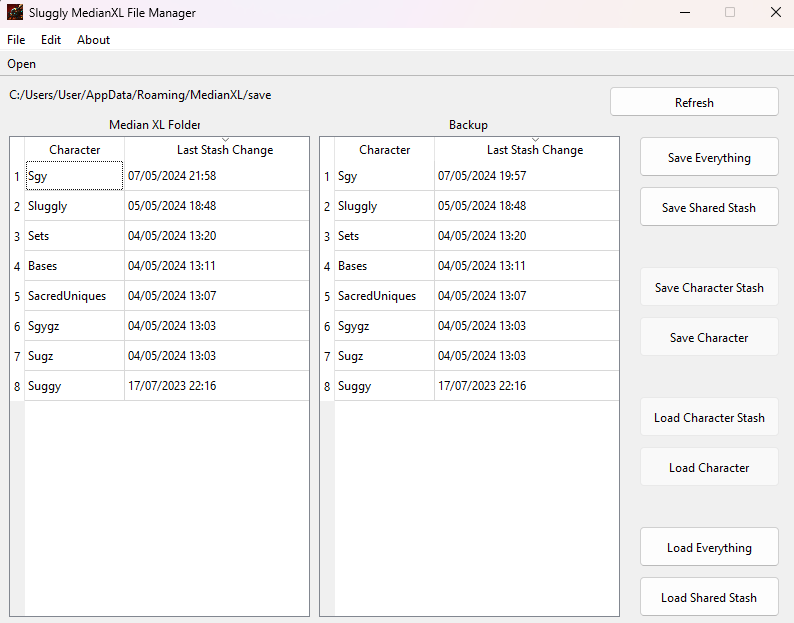 Sluggly MedianXL File Manager
File Edit About
Open
C:/Users/User/AppData/Roaming/MedianXL/save
Refresh
Median XL Folder
Character Last Stash Change
1 Sgy 07/05/2024 21:58
2 Sluggly 05/05/2024 18:48
3 Sets 04/05/2024 13:20
4 Bases 04/05/2024 13:11
5 SacredUniques 04/05/2024 13:07
6 Sgygz 04/05/2024 13:03
7 Sugz 04/05/2024 13:03
8 Suggy 17/07/2023 22:16
Backup
Character Last Stash Change
1 Sgy 07/05/2024 19:57
2 Sluggly 05/05/2024 18:48
3 Sets 04/05/2024 13:20
4 Bases 04/05/2024 13:11
5 SacredUniques 04/05/2024 13:07
6 Sgygz 04/05/2024 13:03
7 Sugz 04/05/2024 13:03
8 Suggy 17/07/2023 22:16
Save Everything
Save Shared Stash
Save Character Stash
Save Character
Load Character Stash
Load Character
Load Everything
Load Shared Stash